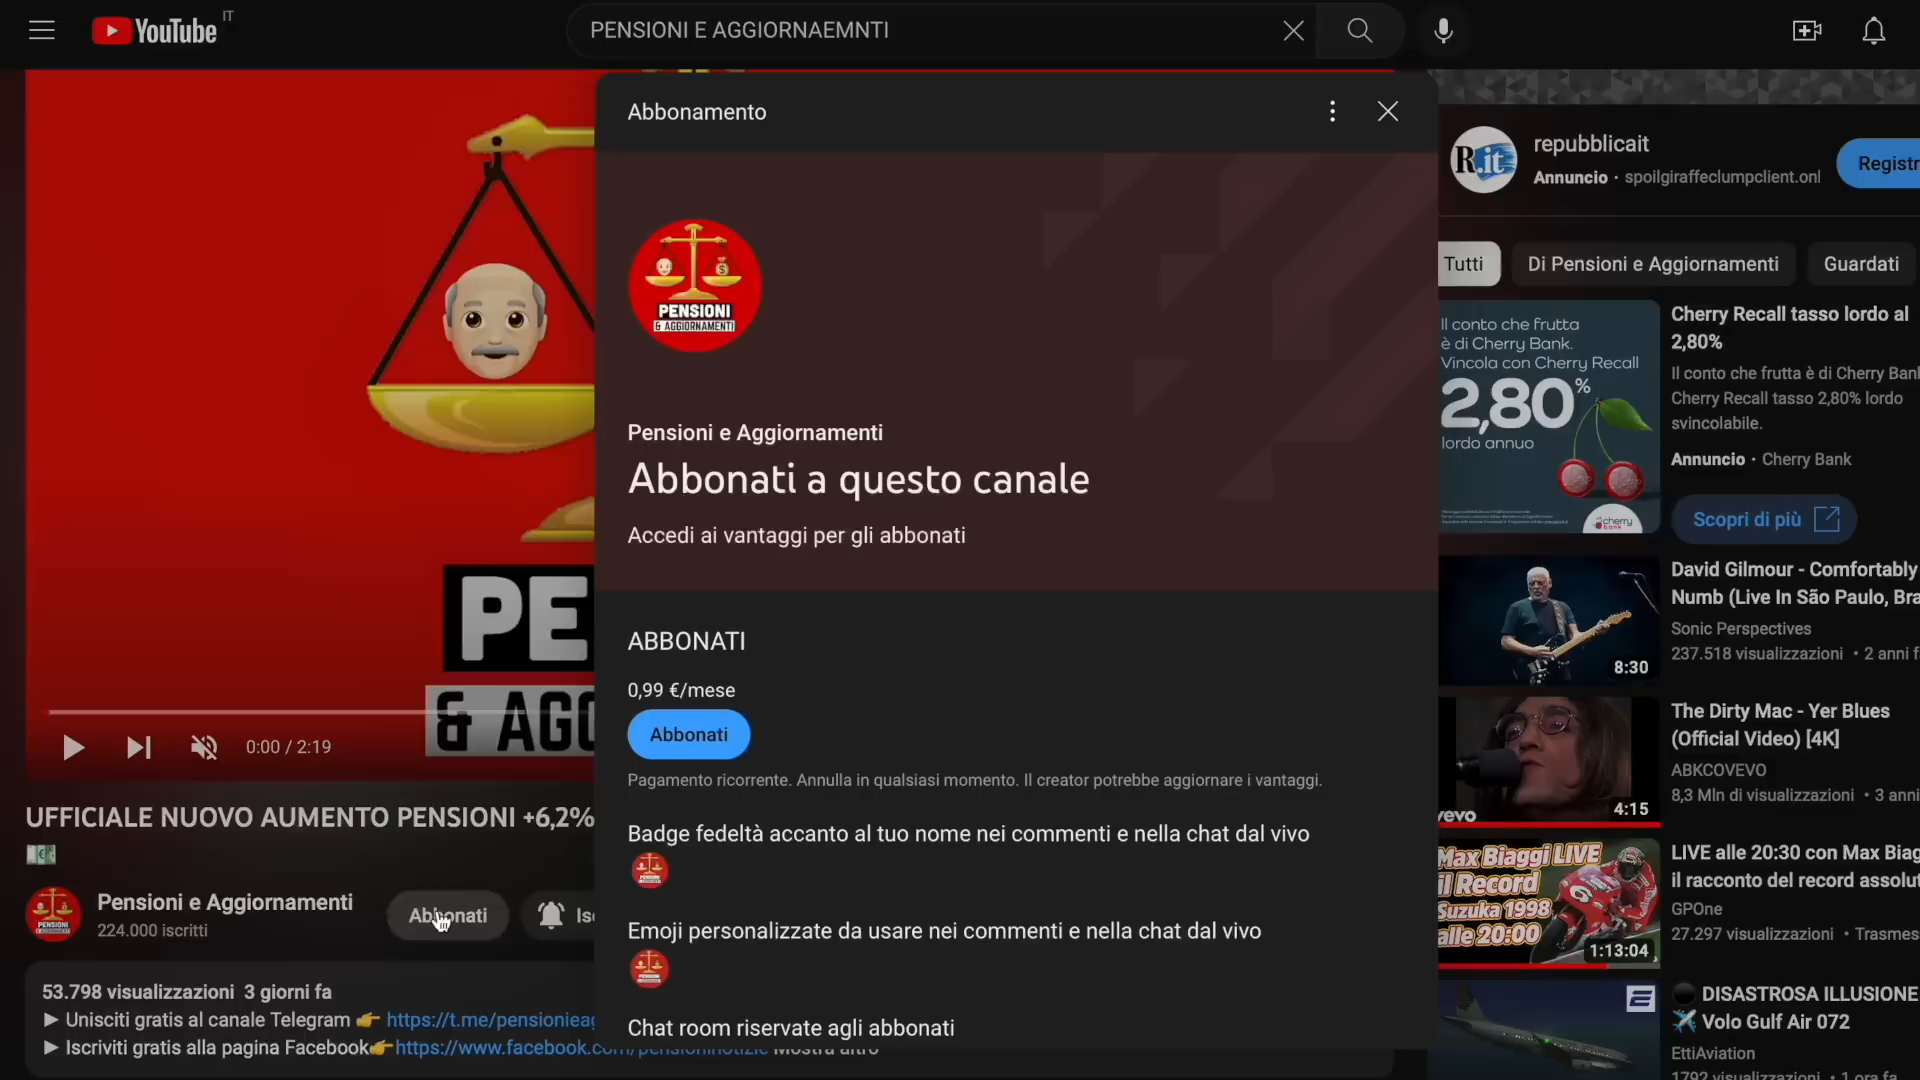 YouTube IT
PENSIONI E AGGIORNAEMNTI
PE
& AGG
0:00 / 2:19
UFFICIALE NUOVO AUMENTO PENSIONI +6,2%
Pensioni e Aggiornamenti
224.000 iscritti
Abbonati
53.798 visualizzazioni 3 giorni fa
► Unisciti gratis al canale Telegram 👉 https://t.me/pensionieag
► Iscriviti gratis alla pagina Facebook👉https://www.facebook.com/pensioninotizie Mostra altro
Abbonamento
PENSIONI
& AGGIORNAMENTI
Pensioni e Aggiornamenti
Abbonati a questo canale
Accedi ai vantaggi per gli abbonati
ABBONATI
0,99 €/mese
Abbonati
Pagamento ricorrente. Annulla in qualsiasi momento. Il creator potrebbe aggiornare i vantaggi.
Badge fedeltà accanto al tuo nome nei commenti e nella chat dal vivo
Emoji personalizzate da usare nei commenti e nella chat dal vivo
Chat room riservate agli abbonati
R.it
repubblicait
Annuncio · spoilgiraffeclumpclient.onl
Registr
Tutti
Di Pensioni e Aggiornamenti
Guardati
Il conto che frutta
è di Cherry Bank.
Vincola con Cherry Recall
2,80%
lordo annuo
cherry bank
Cherry Recall tasso lordo al
2,80%
Il conto che frutta è di Cherry Bank
Cherry Recall tasso 2,80% lordo
svincolabile.
Annuncio · Cherry Bank
Scopri di più
8:30
David Gilmour - Comfortably
Numb (Live In São Paulo, Bra
Sonic Perspectives
237.518 visualizzazioni • 2 anni f
vevo
4:15
The Dirty Mac - Yer Blues
(Official Video) [4K]
ABKCOVEVO
8,3 Mln di visualizzazioni • 3 anni
Max Biaggi LIVE
il Record
Suzuka 1998
alle 20:00
1:13:04
LIVE alle 20:30 con Max Biag
il racconto del record assolut
GPOne
27.297 visualizzazioni • Trasmes
DISASTROSA ILLUSIONE
Volo Gulf Air 072
EttiAviation
1792 visualizzazioni • 1 ora fa